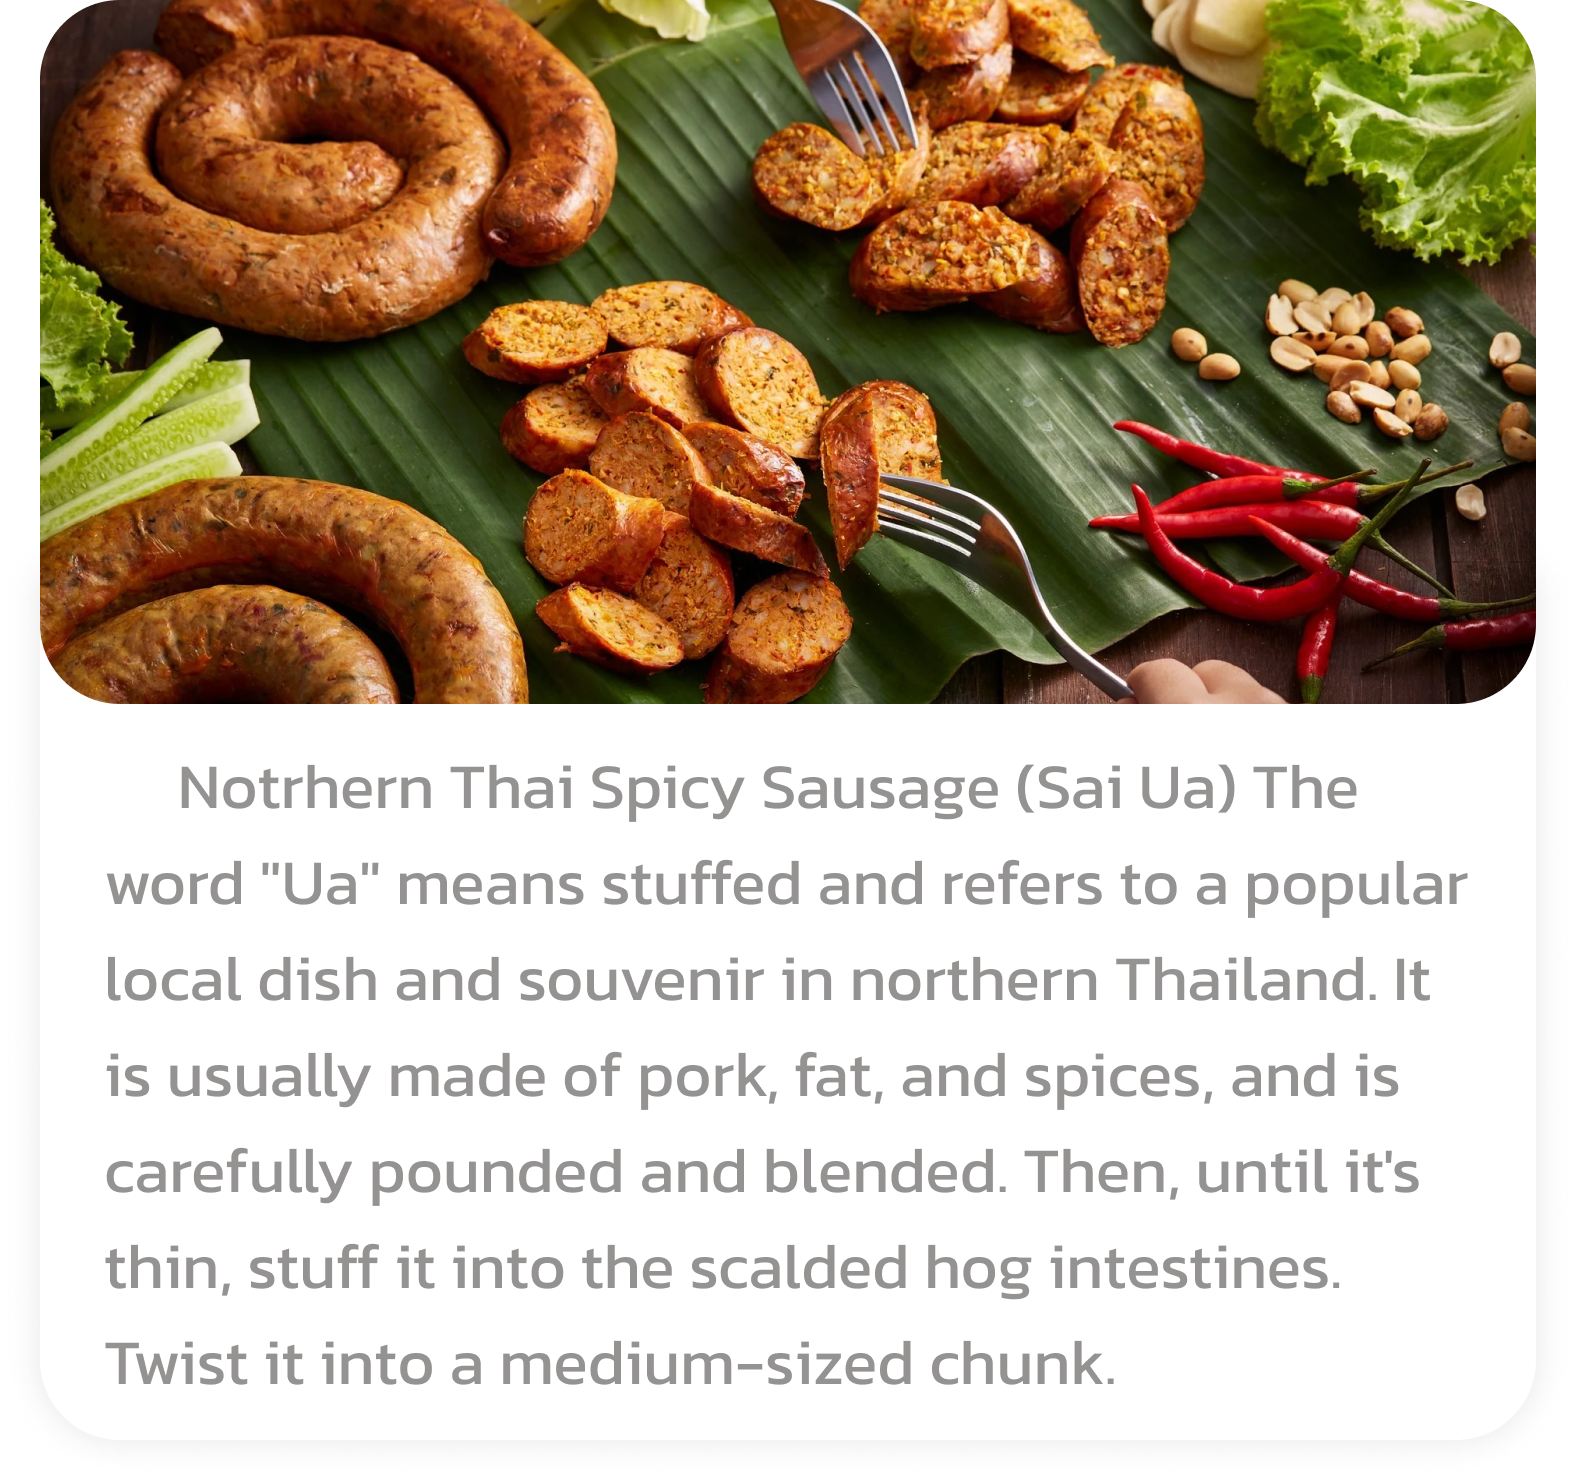 Notrhern Thai Spicy Sausage (Sai Ua) The
word "Ua" means stuffed and refers to a popular
local dish and souvenir in northern Thailand. It
is usually made of pork, fat, and spices, and is
carefully pounded and blended. Then, until it's
thin, stuff it into the scalded hog intestines.
Twist it into a medium-sized chunk.